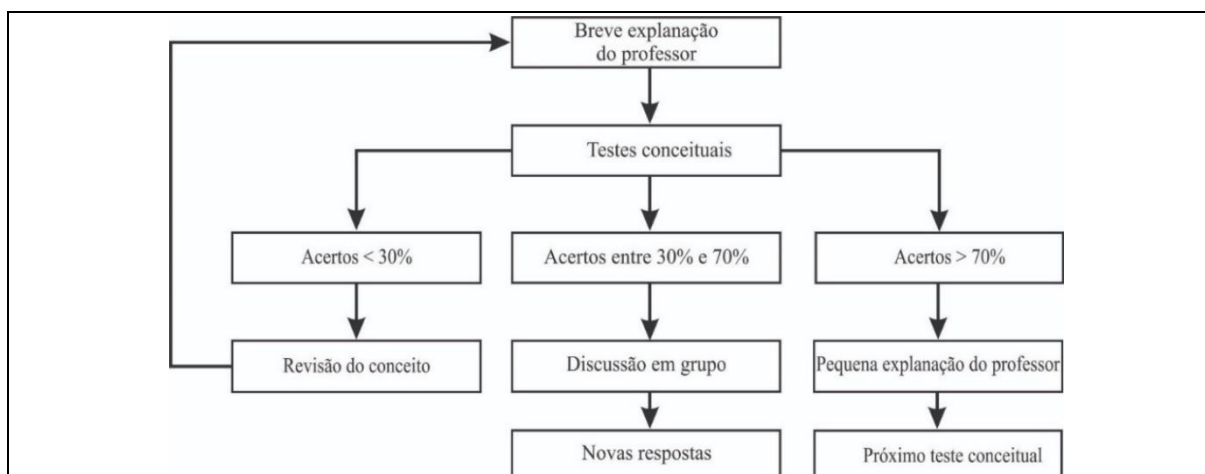 Breve explanação
do professor
Testes conceituais
Acertos < 30%
Acertos entre 30% e 70%
Acertos > 70%
Revisão do conceito
Discussão em grupo
Pequena explanação do professor
Novas respostas
Próximo teste conceitual